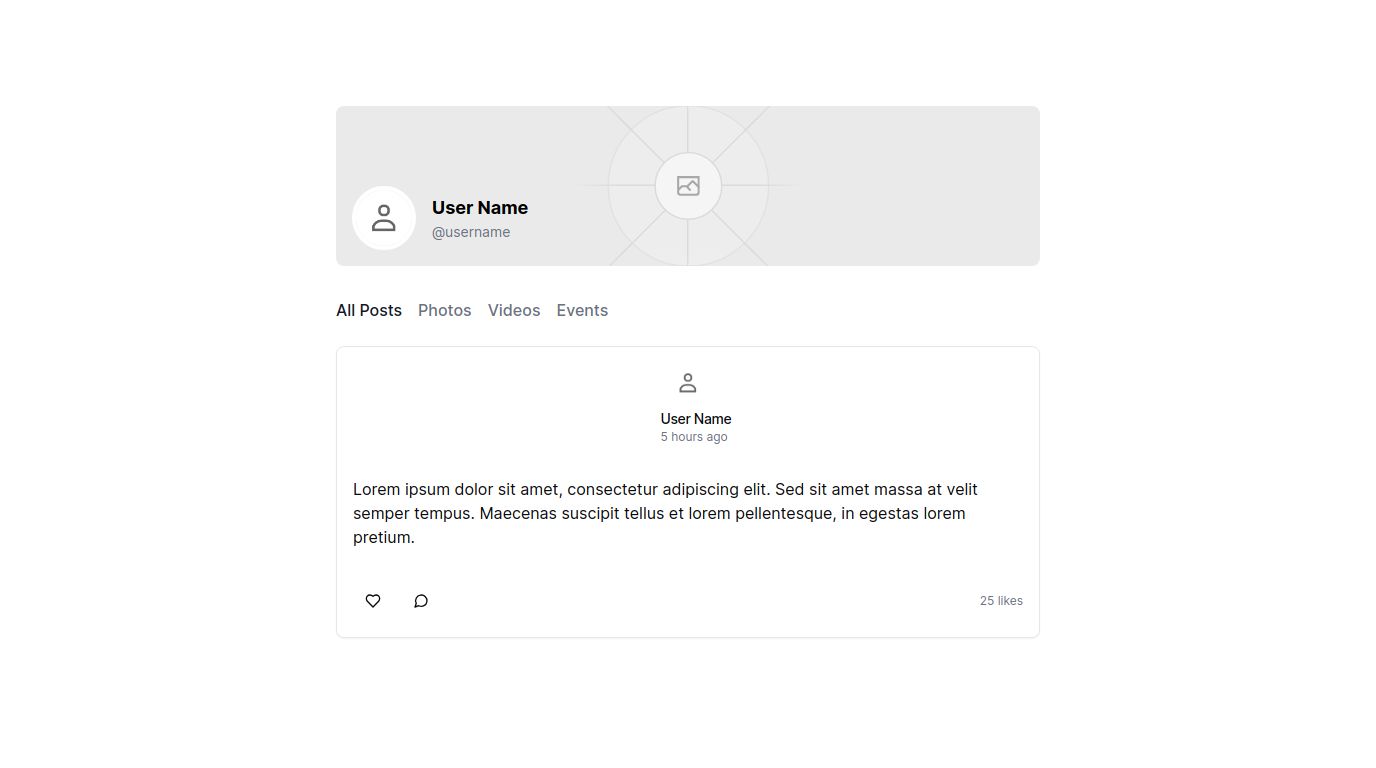 User Name
@username
All Posts Photos Videos Events
User Name
5 hours ago
Lorem ipsum dolor sit amet, consectetur adipiscing elit. Sed sit amet massa at velit
semper tempus. Maecenas suscipit tellus et lorem pellentesque, in egestas lorem
pretium.
25 likes